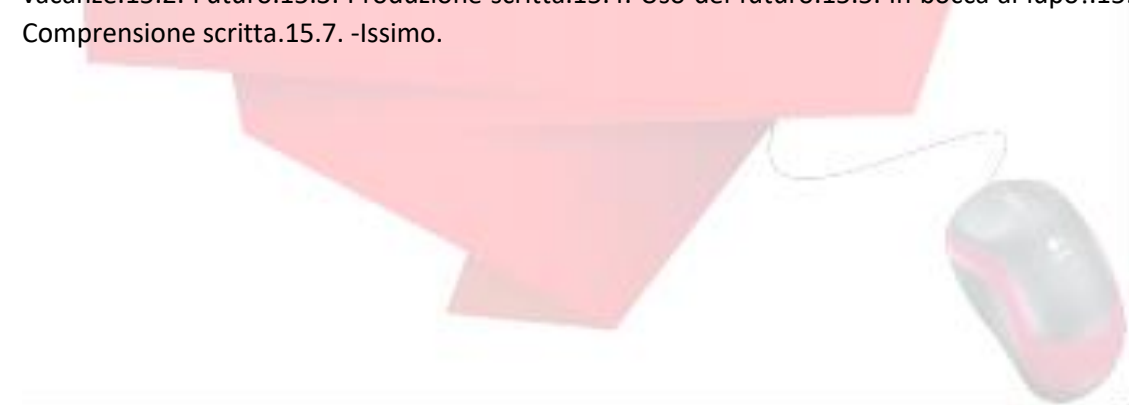 vacanze.15.2. Futuro.15.3. Produzione scritta.15.4. Uso del futuro.15.5. In bocca al lupo!.15.
Comprensione scritta.15.7. -Issimo.